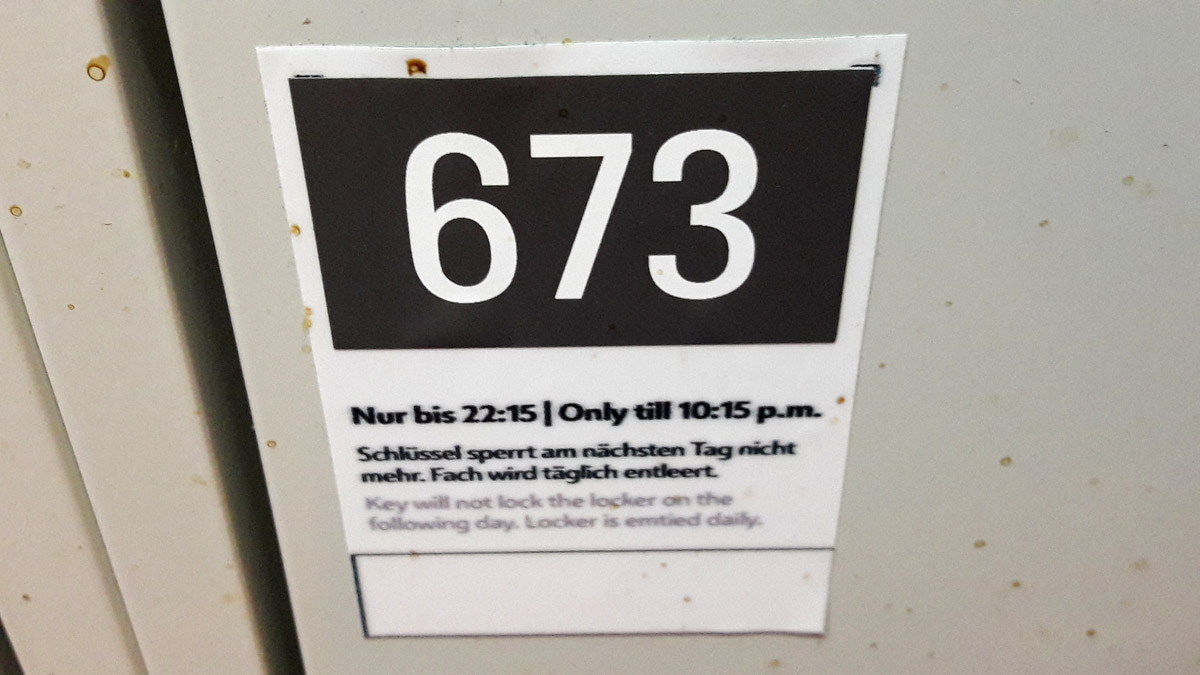 673
Nur bis 22:15 | Only till 10:15 p.m.
Schlüssel sperrt am nächsten Tag nicht
mehr. Fach wird täglich entleert.
Key will not lock the locker on the
following day. Locker is emtied daily.